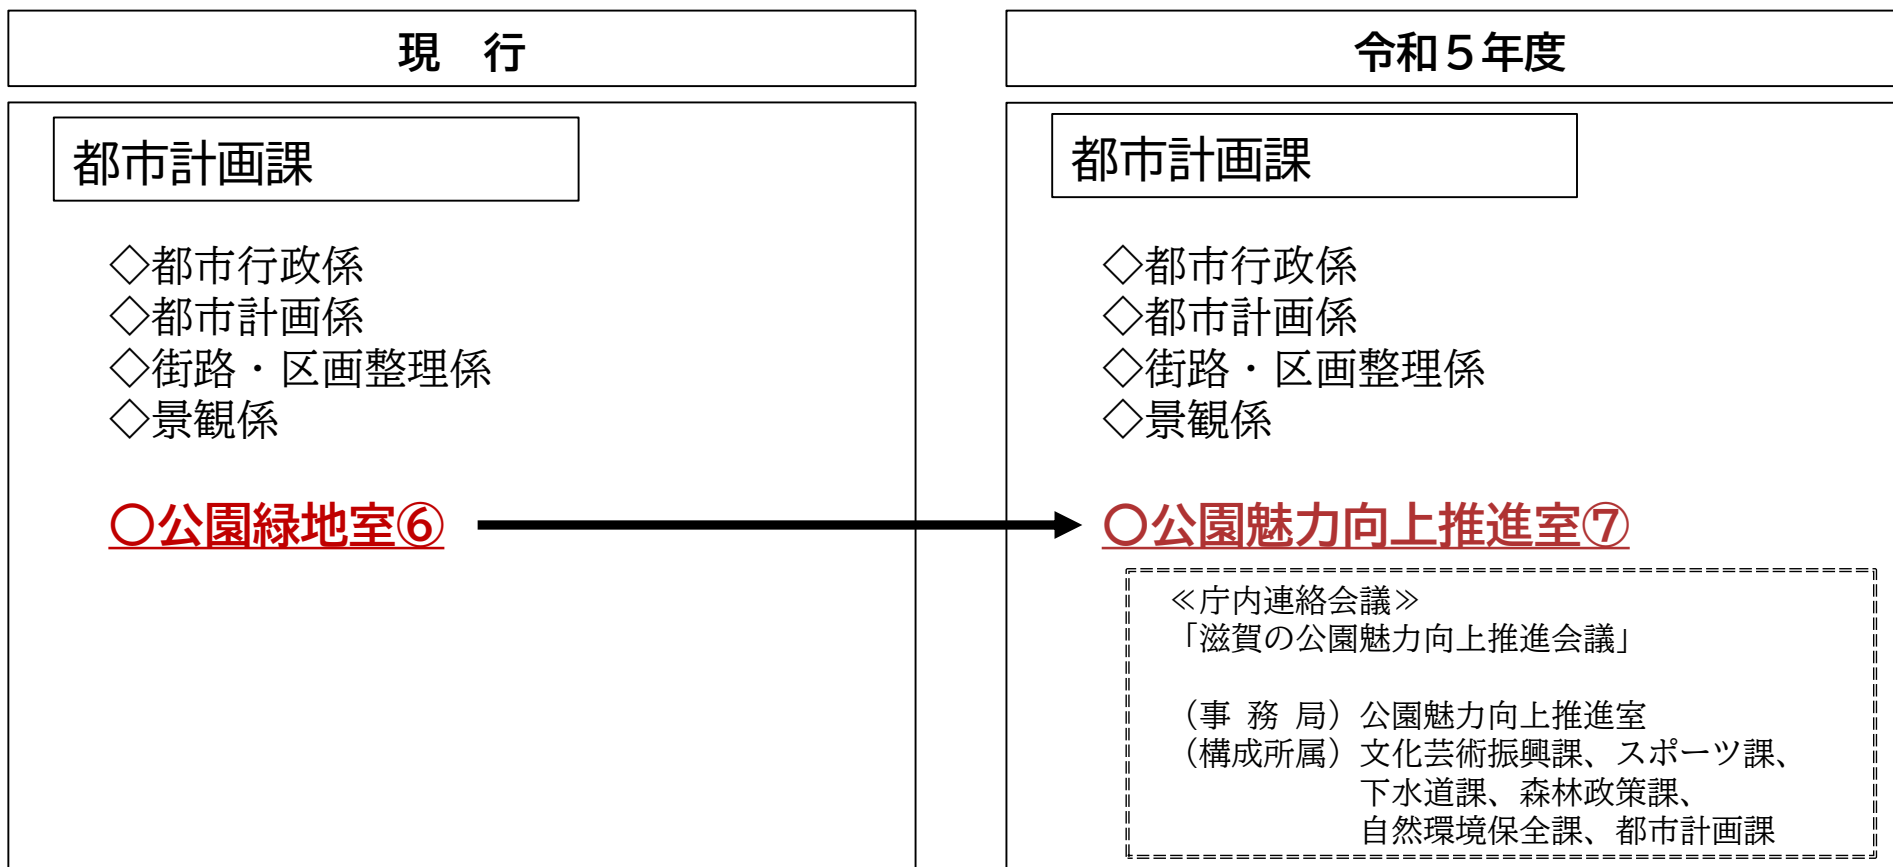 現　行
都市計画課
◇都市行政係
◇都市計画係
◇街路・区画整理係
◇景観係
〇公園緑地室⑥
令和５年度
都市計画課
◇都市行政係
◇都市計画係
◇街路・区画整理係
◇景観係
〇公園魅力向上推進室⑦
≪庁内連絡会議≫
「滋賀の公園魅力向上推進会議」
（事 務 局）公園魅力向上推進室
（構成所属）文化芸術振興課、スポーツ課、
下水道課、森林政策課、
自然環境保全課、都市計画課